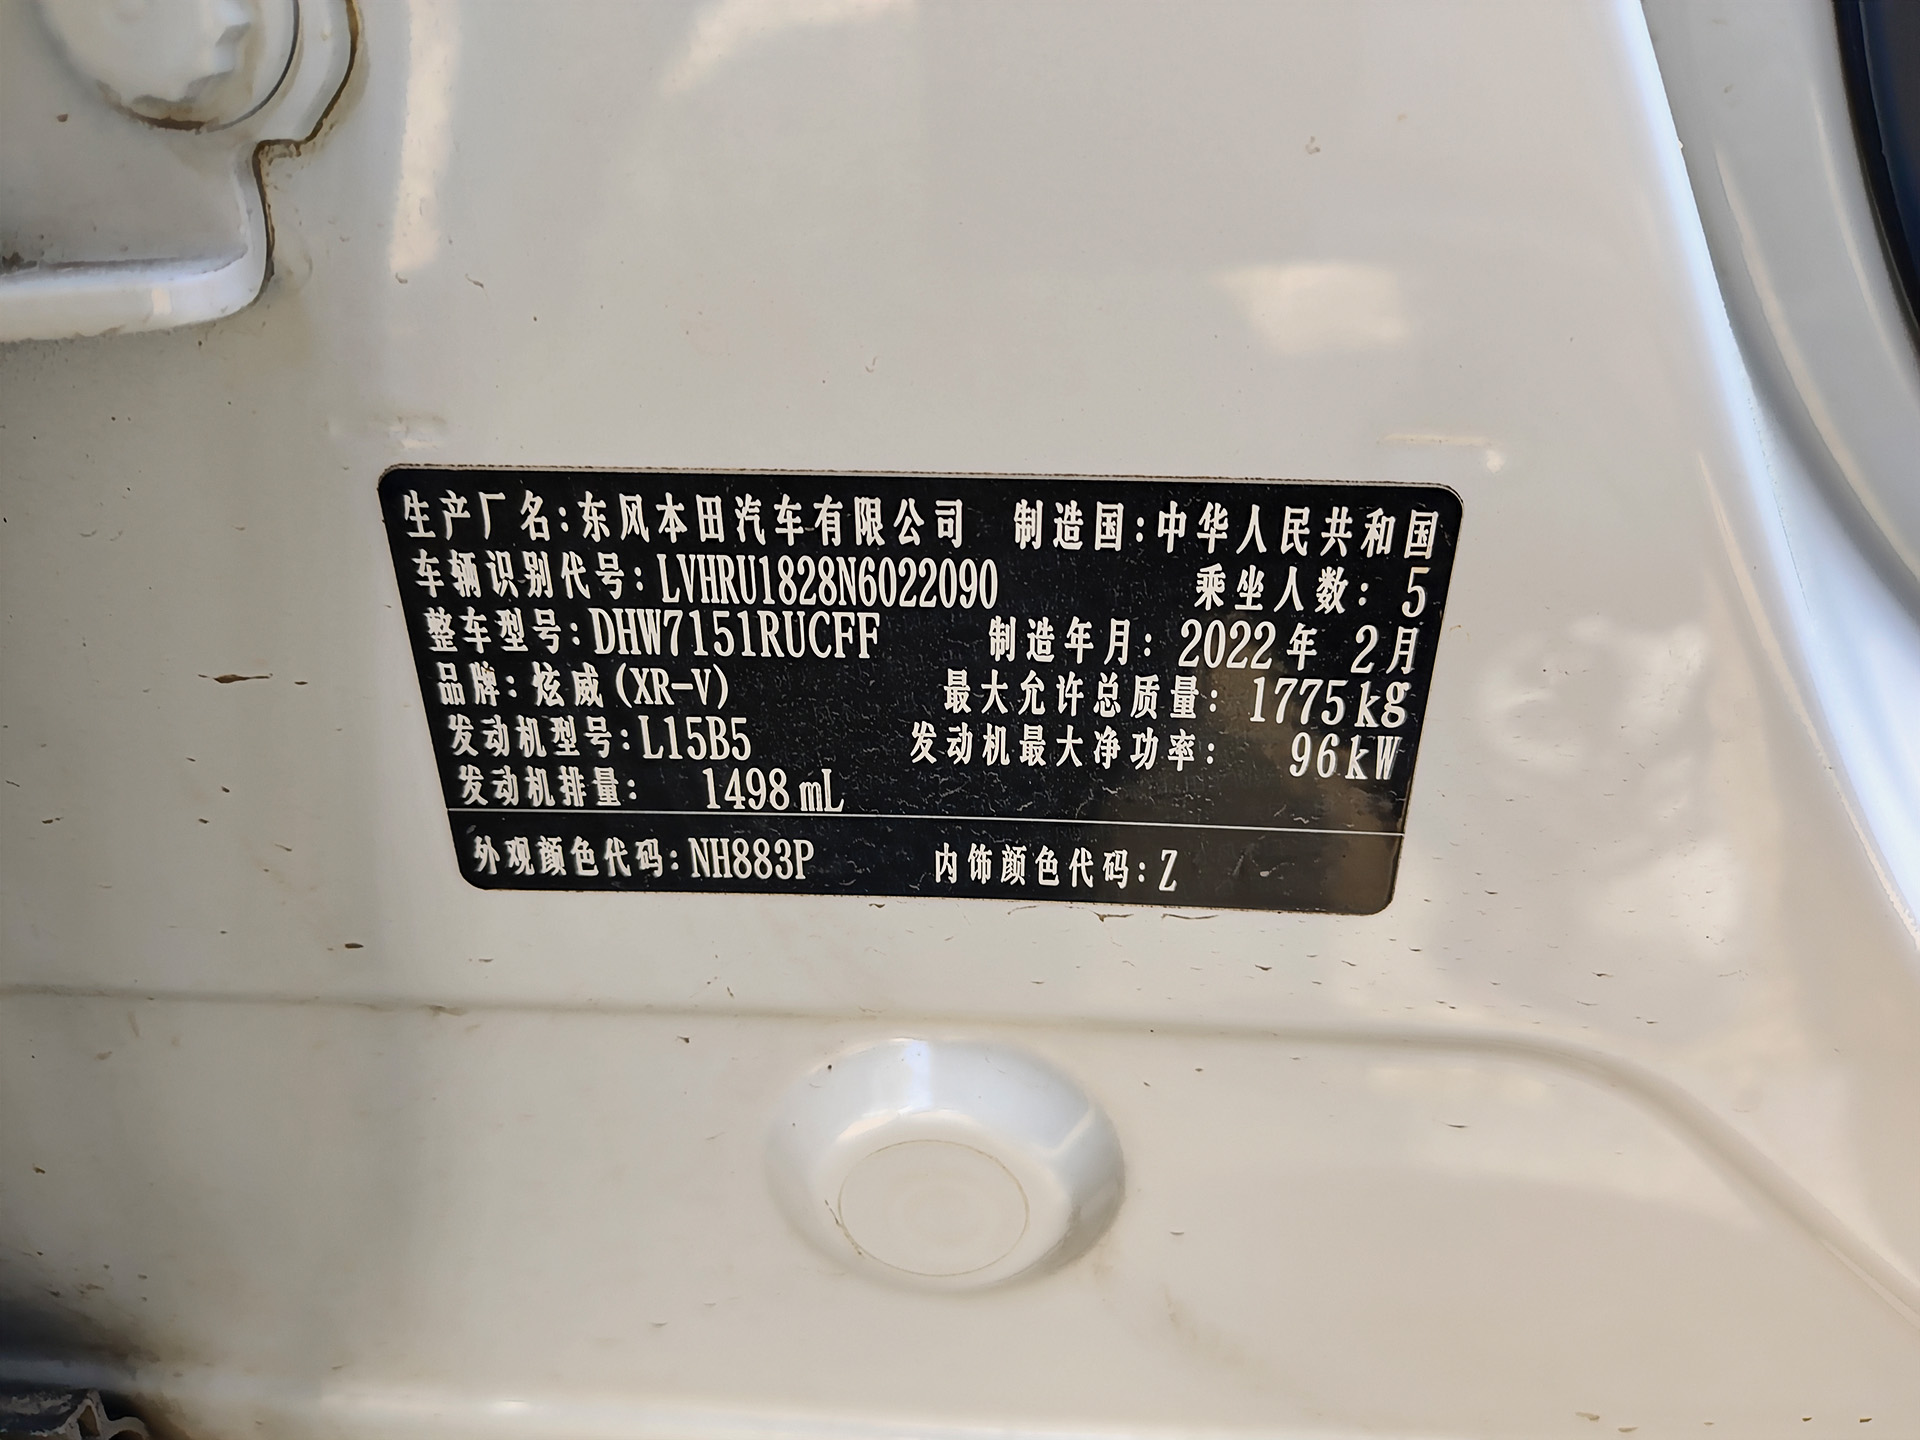 生产厂名:东风本田汽车有限公司 制造国:中华人民共和国
车辆识别代号:LVHRU1828N6022090 乘坐人数:5
整车型号:DHW7151RUCFF 制造年月:2022年 2月
品牌:炫威(XR-V) 最大允许总质量:1775kg
发动机型号:L15B5 发动机最大净功率:96kW
发动机排量: 1498mL
外观颜色代码:NH883P 内饰颜色代码:Z